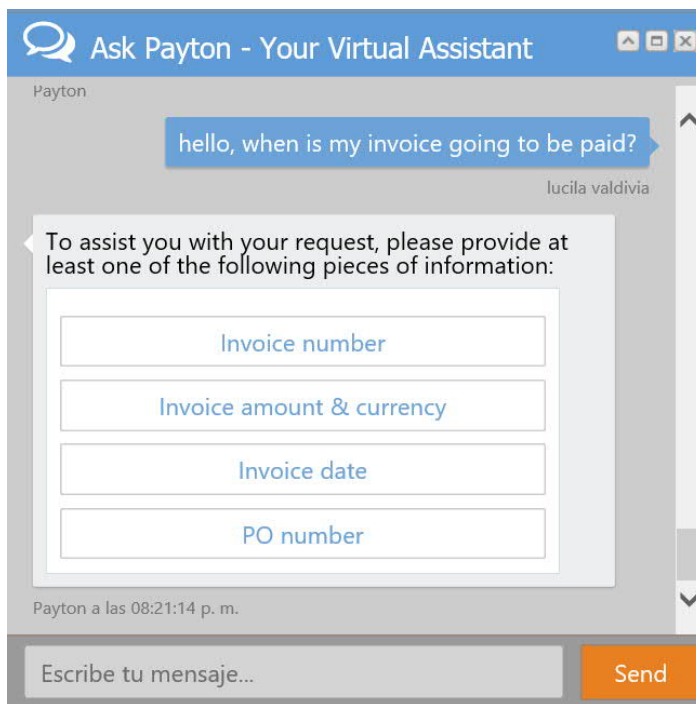 Ask Payton - Your Virtual Assistant
Payton
hello, when is my invoice going to be paid?
lucila valdivia
To assist you with your request, please provide at
least one of the following pieces of information:
Invoice number
Invoice amount & currency
Invoice date
PO number
Payton a las 08:21:14 p. m.
Escribe tu mensaje...
Send